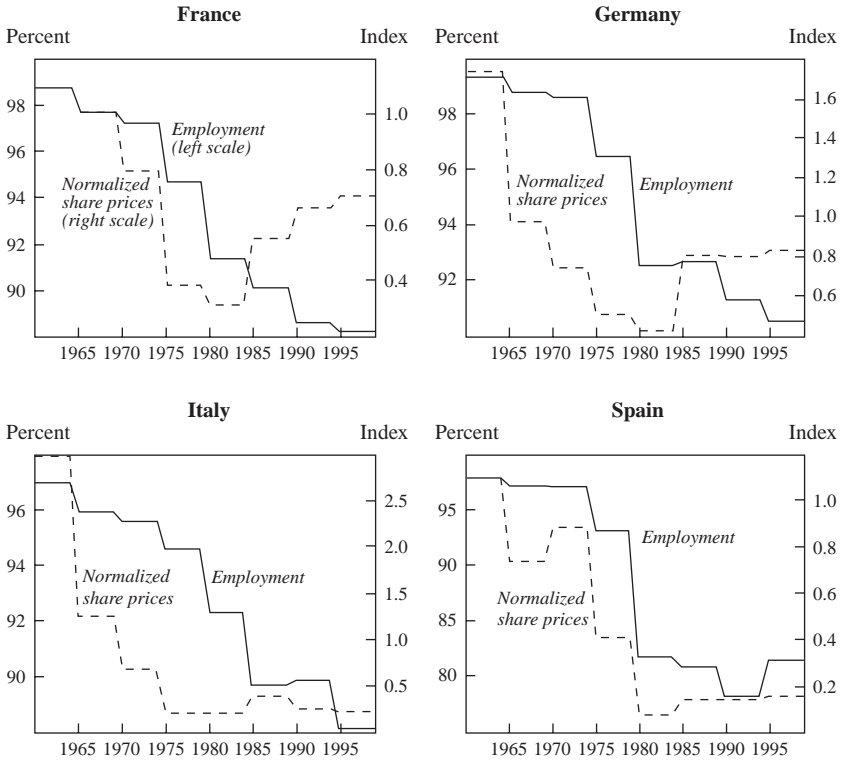 France
Percent
Index
98
96
94
92
90
1.0
0.8
0.6
0.4
Employment
(left scale)
Normalized
share prices
(right scale)
1965 1970 1975 1980 1985 1990 1995
Germany
Percent
Index
98
96
94
92
1.6
1.4
1.2
1.0
0.8
0.6
Normalized
share prices
Employment
1965 1970 1975 1980 1985 1990 1995
Italy
Percent
Index
96
94
92
90
2.5
2.0
1.5
1.0
0.5
Normalized
share prices
Employment
1965 1970 1975 1980 1985 1990 1995
Spain
Percent
Index
95
90
85
80
1.0
0.8
0.6
0.4
0.2
Employment
Normalized
share prices
1965 1970 1975 1980 1985 1990 1995